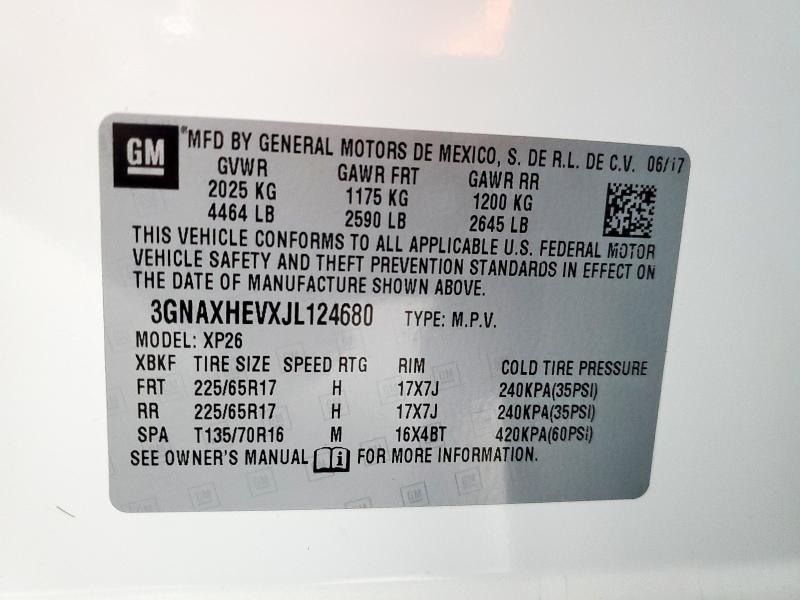 GM ®MFD BY GENERAL MOTORS DE MEXICO, S. DE R.L. DE C.V. 06/17
GVWR GAWR FRT GAWR RR
2025 KG 1175 KG 1200 KG
4464 LB 2590 LB 2645 LB
THIS VEHICLE CONFORMS TO ALL APPLICABLE U.S. FEDERAL MOTOR
VEHICLE SAFETY AND THEFT PREVENTION STANDARDS IN EFFECT ON
THE DATE OF MANUFACTURE SHOWN ABOVE.
3GNAXHEVXJL124680 TYPE: M.P.V.
MODEL: XP26
XBKF TIRE SIZE SPEED RTG RIM COLD TIRE PRESSURE
FRT 225/65R17 H 17X7J 240KPA(35PSI)
RR 225/65R17 H 17X7J 240KPA(35PSI)
SPA T135/70R16 M 16X4BT 420KPA(60PSI)
SEE OWNER'S MANUAL i FOR MORE INFORMATION.